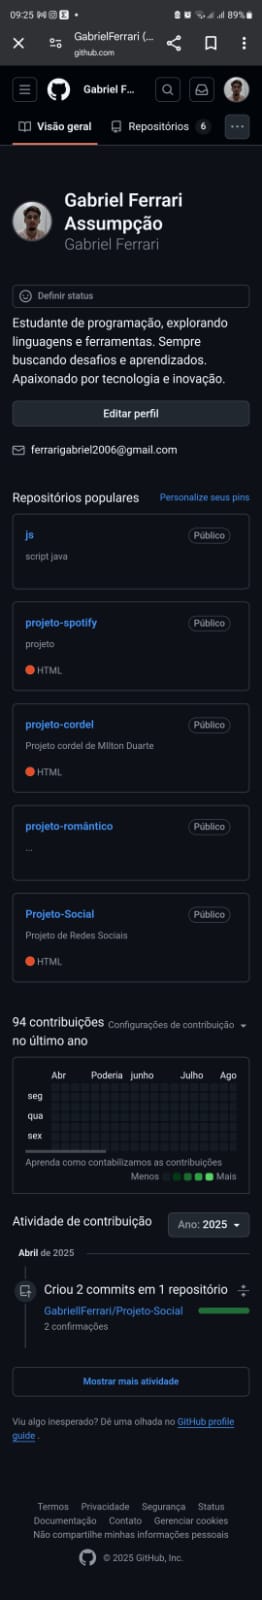 09:25
89%
GabrielFerrari (...
github.com
Gabriel F...
Visão geral
Repositórios 6
Gabriel Ferrari
Assumpção
Gabriel Ferrari
Definir status
Estudante de programação, explorando
linguagens e ferramentas. Sempre
buscando desafios e aprendizados.
Apaixonado por tecnologia e inovação.
Editar perfil
ferrarigabriel2006@gmail.com
Repositórios populares Personalize seus pins
js Público
script java
projeto-spotify Público
projeto
HTML
projeto-cordel Público
Projeto cordel de MIlton Duarte
HTML
projeto-romântico Público
...
Projeto-Social Público
Projeto de Redes Sociais
HTML
94 contribuições Configurações de contribuição
no último ano
Abr Poderia junho Julho Ago
seg
qua
sex
Aprenda como contabilizamos as contribuições
Menos Mais
Atividade de contribuição Ano: 2025
Abril de 2025
Criou 2 commits em 1 repositório
GabriellFerrari/Projeto-Social
2 confirmações
Mostrar mais atividade
Viu algo inesperado? Dê uma olhada no GitHub profile
guide .
Termos Privacidade Segurança Status
Documentação Contato Gerenciar cookies
Não compartilhe minhas informações pessoais
© 2025 GitHub, Inc.